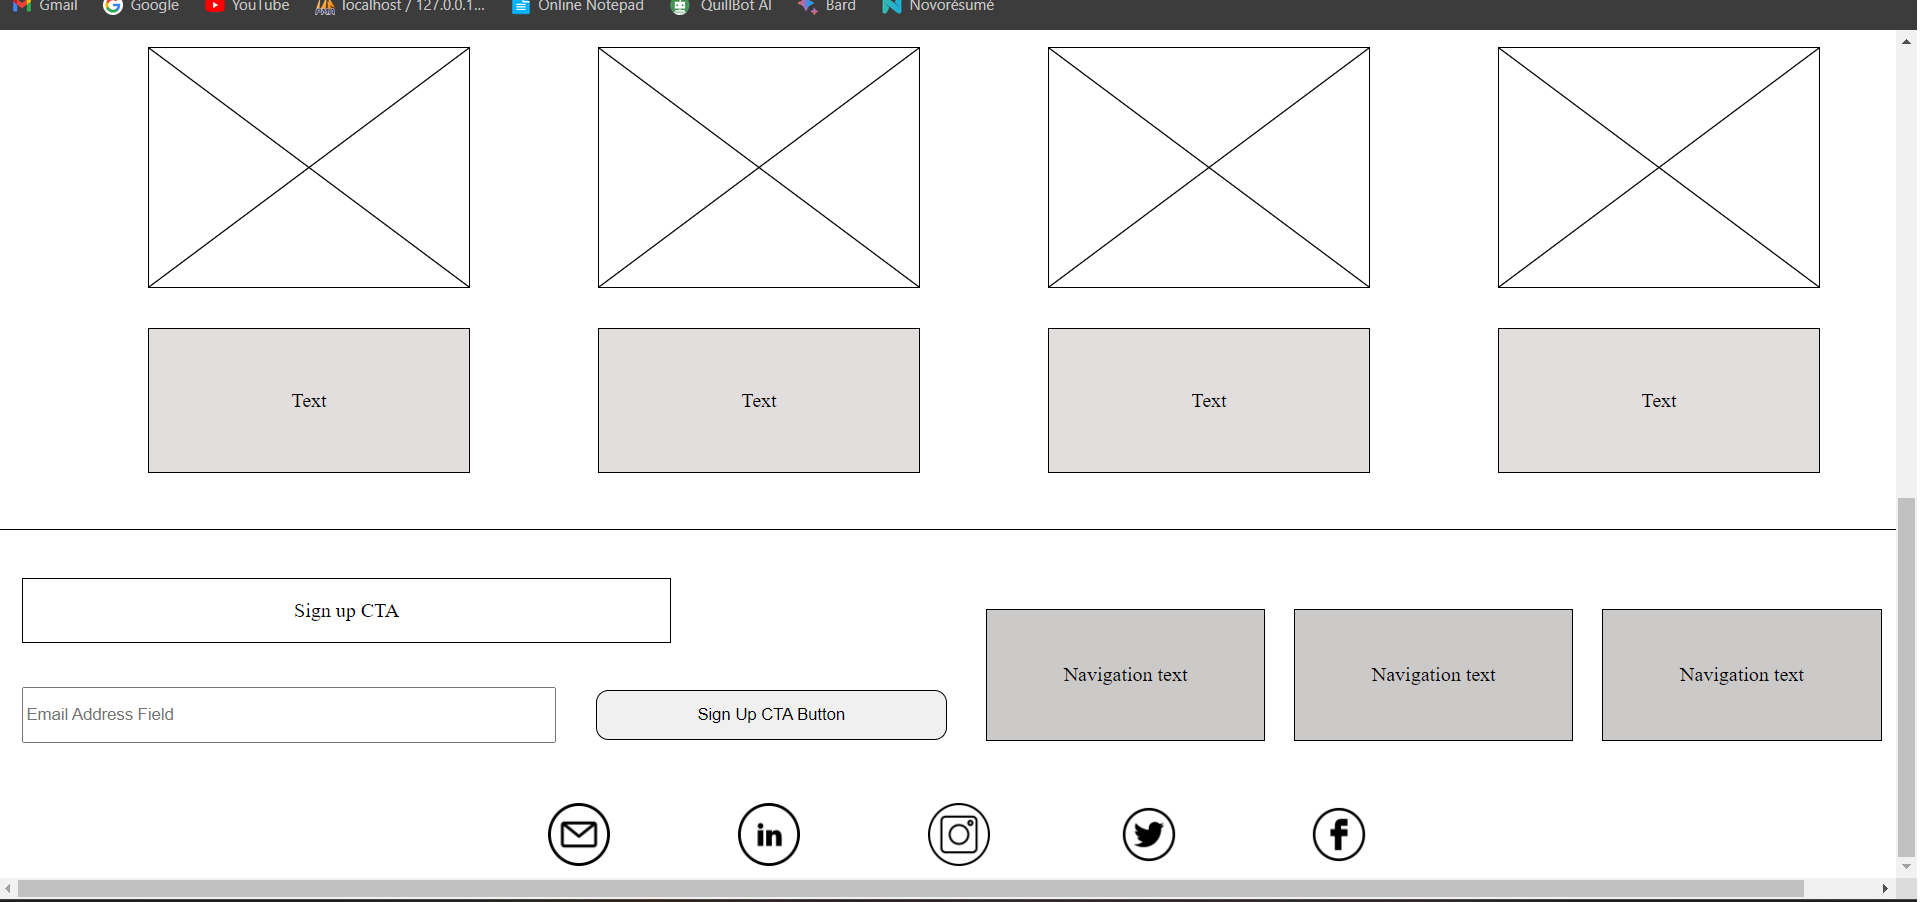 Gmail Google YouTube localhost / 127.0.0.1... Online Notepad QuillBot AI Bard Novorésumé
Text Text Text Text
Sign up CTA
Navigation text Navigation text Navigation text
Email Address Field Sign Up CTA Button
in